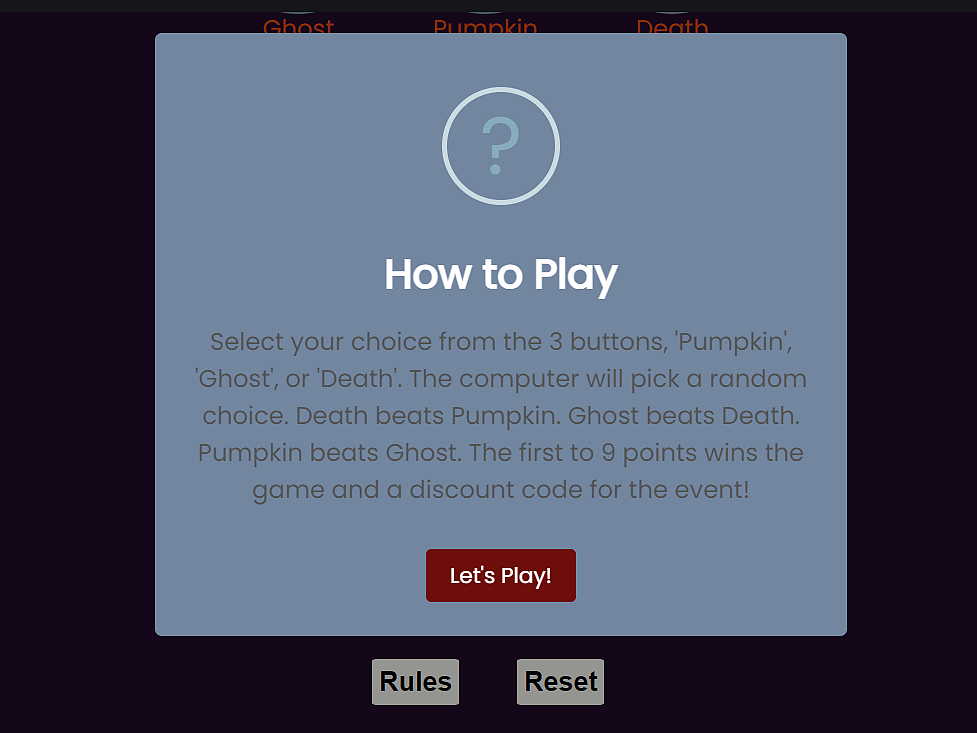 Ghost Pumpkin Death
?
How to Play
Select your choice from the 3 buttons, 'Pumpkin',
'Ghost', or 'Death'. The computer will pick a random
choice. Death beats Pumpkin. Ghost beats Death.
Pumpkin beats Ghost. The first to 9 points wins the
game and a discount code for the event!
Let's Play!
Rules Reset